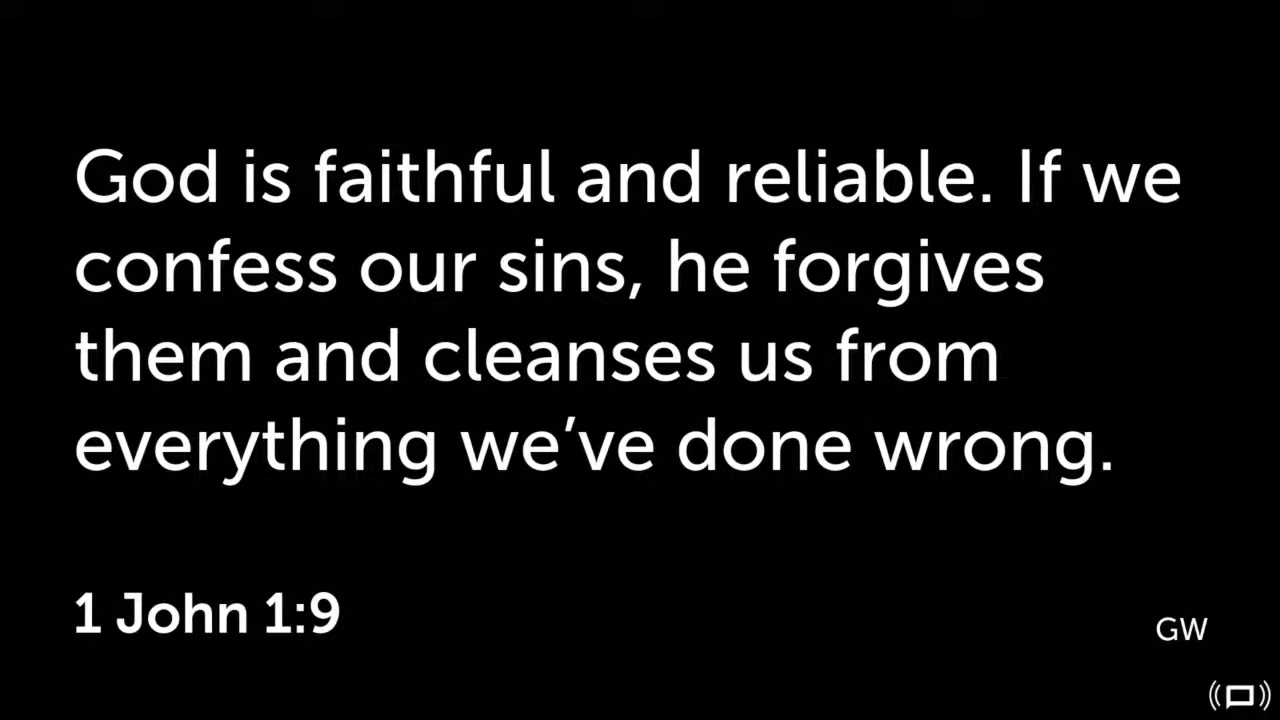 God is faithful and reliable. If we
confess our sins, he forgives
them and cleanses us from
everything we’ve done wrong.
1 John 1:9
GW